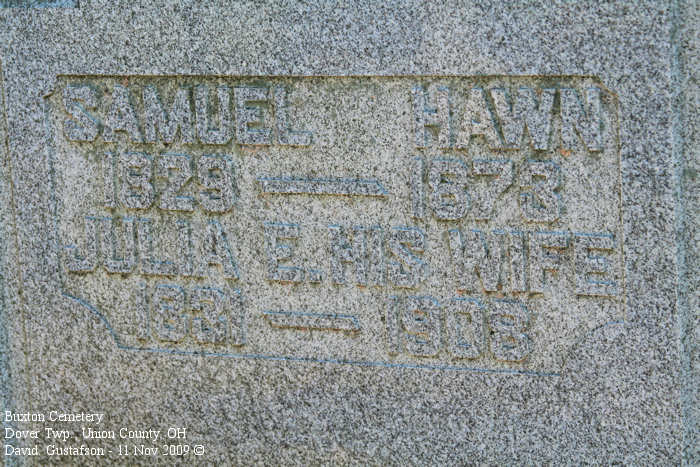 SAMUEL HAWN
1829 — 1873
JULIA E. HIS WIFE
1831 — 1908
Buxton Cemetery
Dover Twp., Union County, OH
David Gustafson - 11 Nov 2009 ©